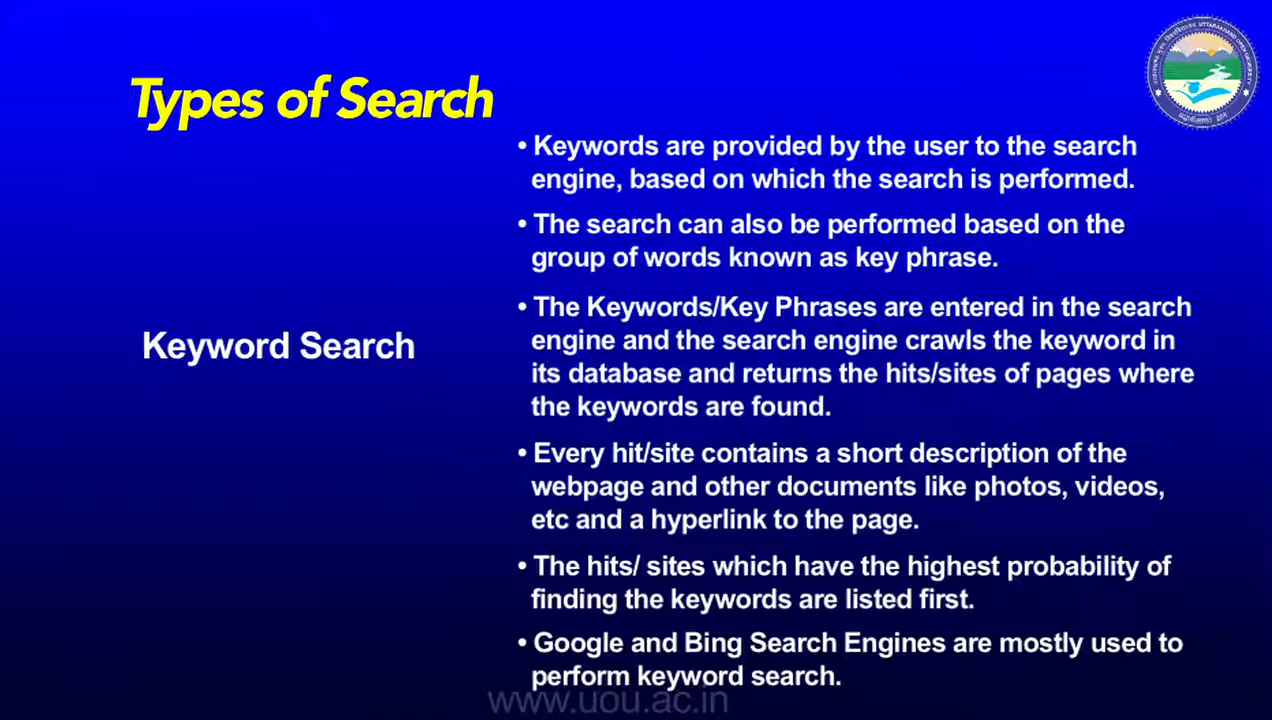 Types of Search
• Keywords are provided by the user to the search
engine, based on which the search is performed.
• The search can also be performed based on the
group of words known as key phrase.
Keyword Search
• The Keywords/Key Phrases are entered in the search
engine and the search engine crawls the keyword in
its database and returns the hits/sites of pages where
the keywords are found.
• Every hit/site contains a short description of the
webpage and other documents like photos, videos,
etc and a hyperlink to the page.
• The hits/ sites which have the highest probability of
finding the keywords are listed first.
• Google and Bing Search Engines are mostly used to
perform keyword search.
www.uou.ac.in
UTTARAKHAND OPEN UNIVERSITY